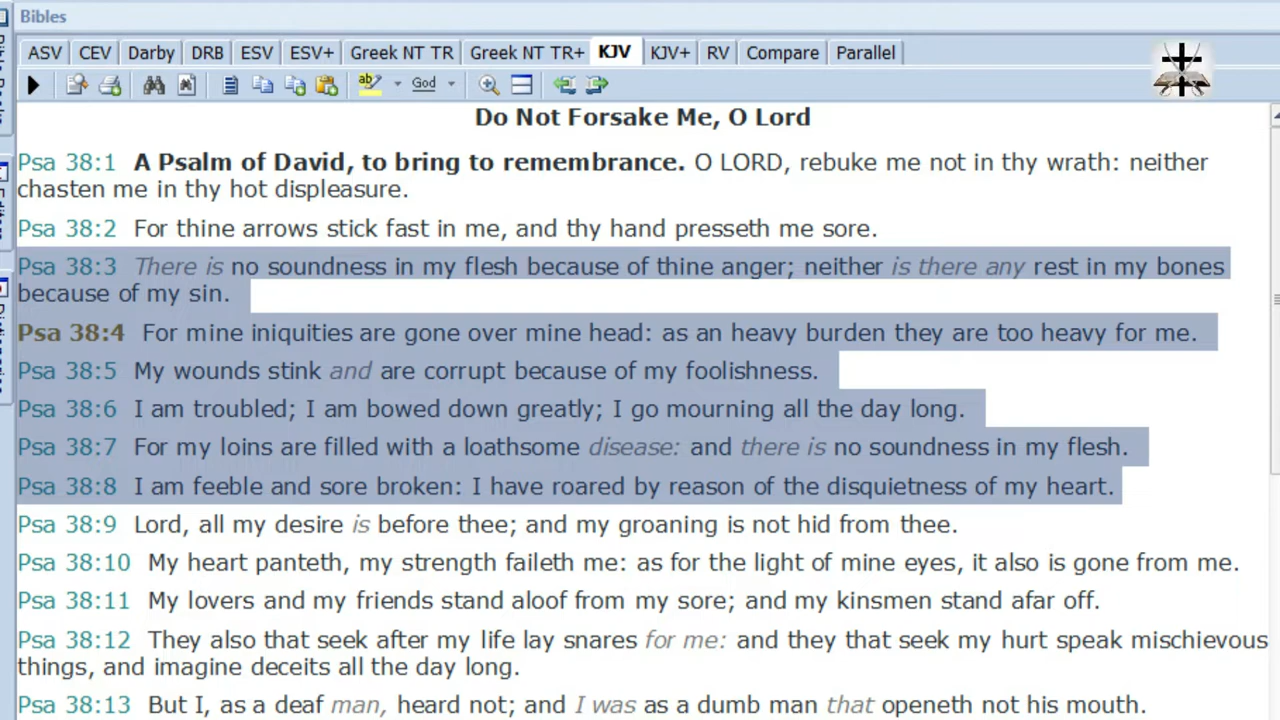 Bibles
ASV CEV Darby DRB ESV ESV+ Greek NT TR Greek NT TR+ KJV KJV+ RV Compare Parallel
ab God
Do Not Forsake Me, O Lord
Psa 38:1 A Psalm of David, to bring to remembrance. O LORD, rebuke me not in thy wrath: neither
chasten me in thy hot displeasure.
Psa 38:2 For thine arrows stick fast in me, and thy hand presseth me sore.
Psa 38:3 There is no soundness in my flesh because of thine anger; neither is there any rest in my bones
because of my sin.
Psa 38:4 For mine iniquities are gone over mine head: as an heavy burden they are too heavy for me.
Psa 38:5 My wounds stink and are corrupt because of my foolishness.
Psa 38:6 I am troubled; I am bowed down greatly; I go mourning all the day long.
Psa 38:7 For my loins are filled with a loathsome disease: and there is no soundness in my flesh.
Psa 38:8 I am feeble and sore broken: I have roared by reason of the disquietness of my heart.
Psa 38:9 Lord, all my desire is before thee; and my groaning is not hid from thee.
Psa 38:10 My heart panteth, my strength faileth me: as for the light of mine eyes, it also is gone from me.
Psa 38:11 My lovers and my friends stand aloof from my sore; and my kinsmen stand afar off.
Psa 38:12 They also that seek after my life lay snares for me: and they that seek my hurt speak mischievous
things, and imagine deceits all the day long.
Psa 38:13 But I, as a deaf man, heard not; and I was as a dumb man that openeth not his mouth.